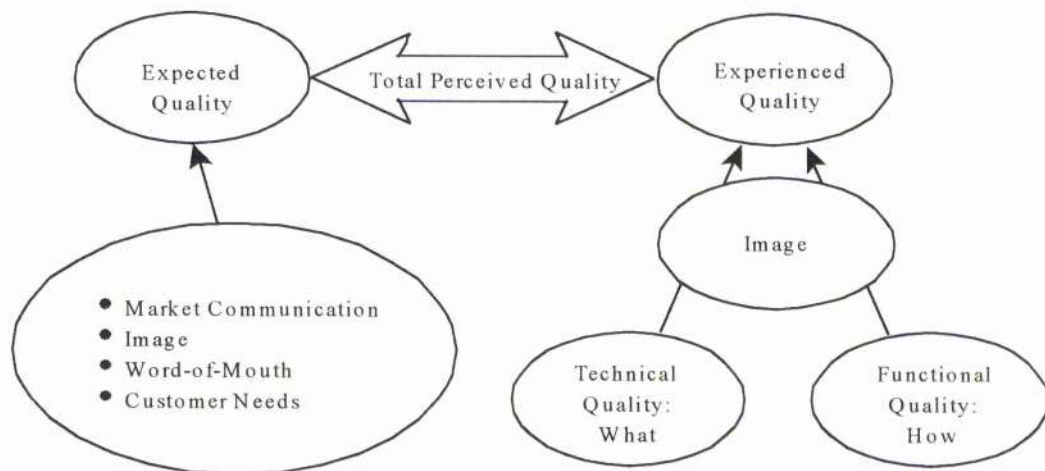 Expected
Quality
Total Perceived Quality
Experienced
Quality
Image
• Market Communication
• Image
• Word-of-Mouth
• Customer Needs
Technical
Quality:
What
Functional
Quality:
How